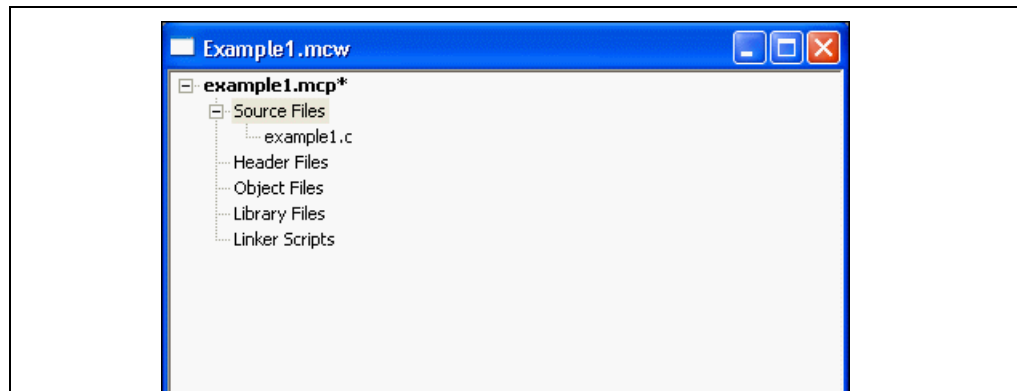 Example1.mcw
example1.mcp*
Source Files
example1.c
Header Files
Object Files
Library Files
Linker Scripts